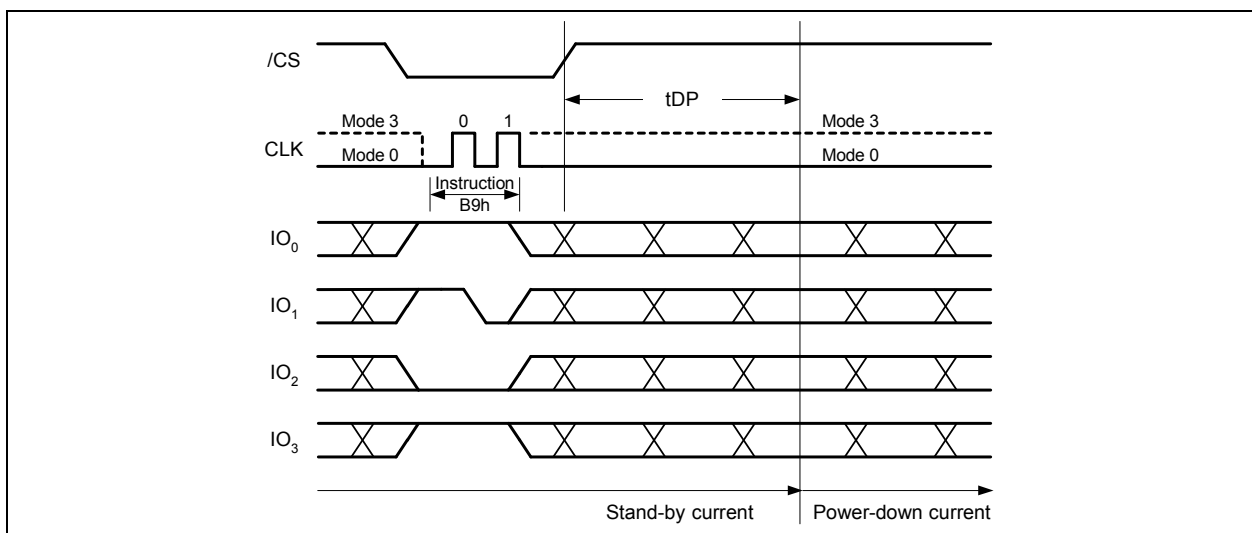 /CS
tDP
Mode 3 0 1 Mode 3
CLK
Mode 0 Mode 0
Instruction
B9h
IO0
IO1
IO2
IO3
Stand-by current Power-down current